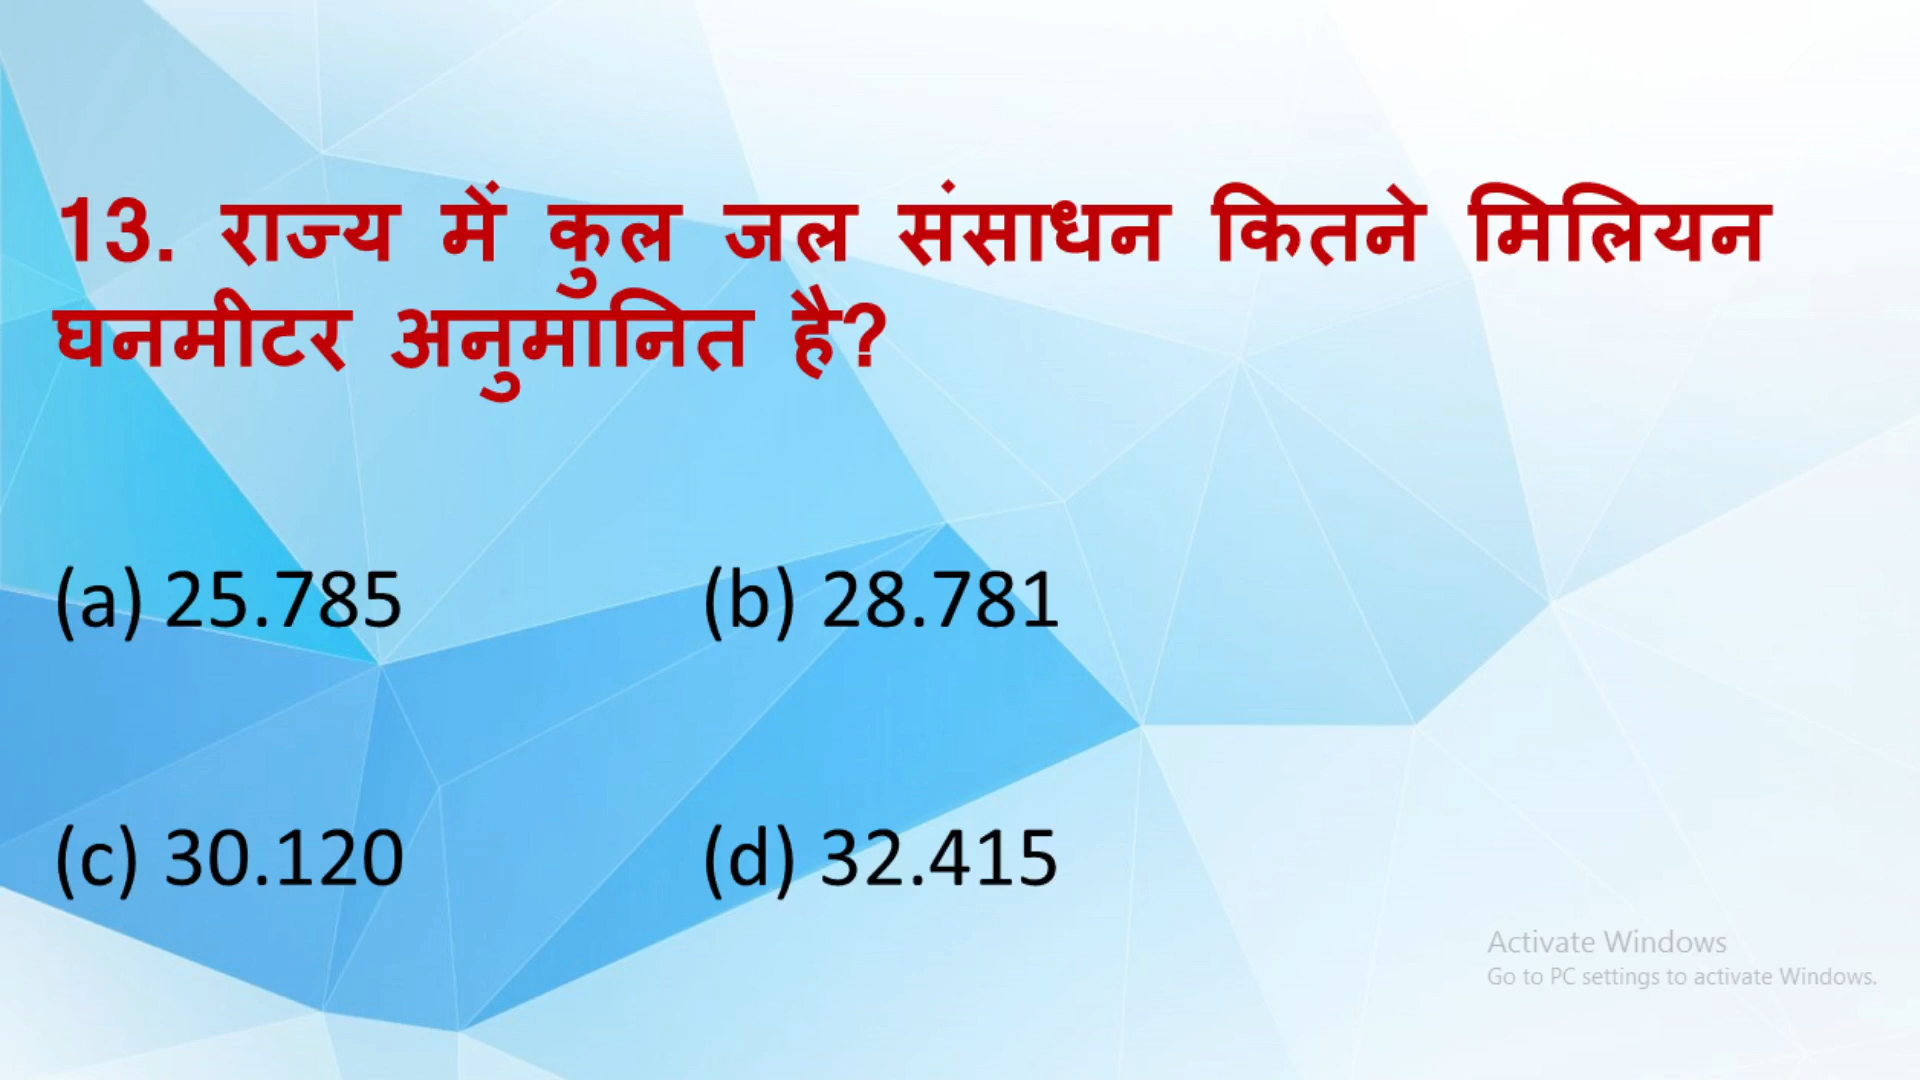 13. राज्य में कुल जल संसाधन कितने मिलियन
घनमीटर अनुमानित है?
(a) 25.785 (b) 28.781
(c) 30.120 (d) 32.415
Activate Windows
Go to PC settings to activate Windows.